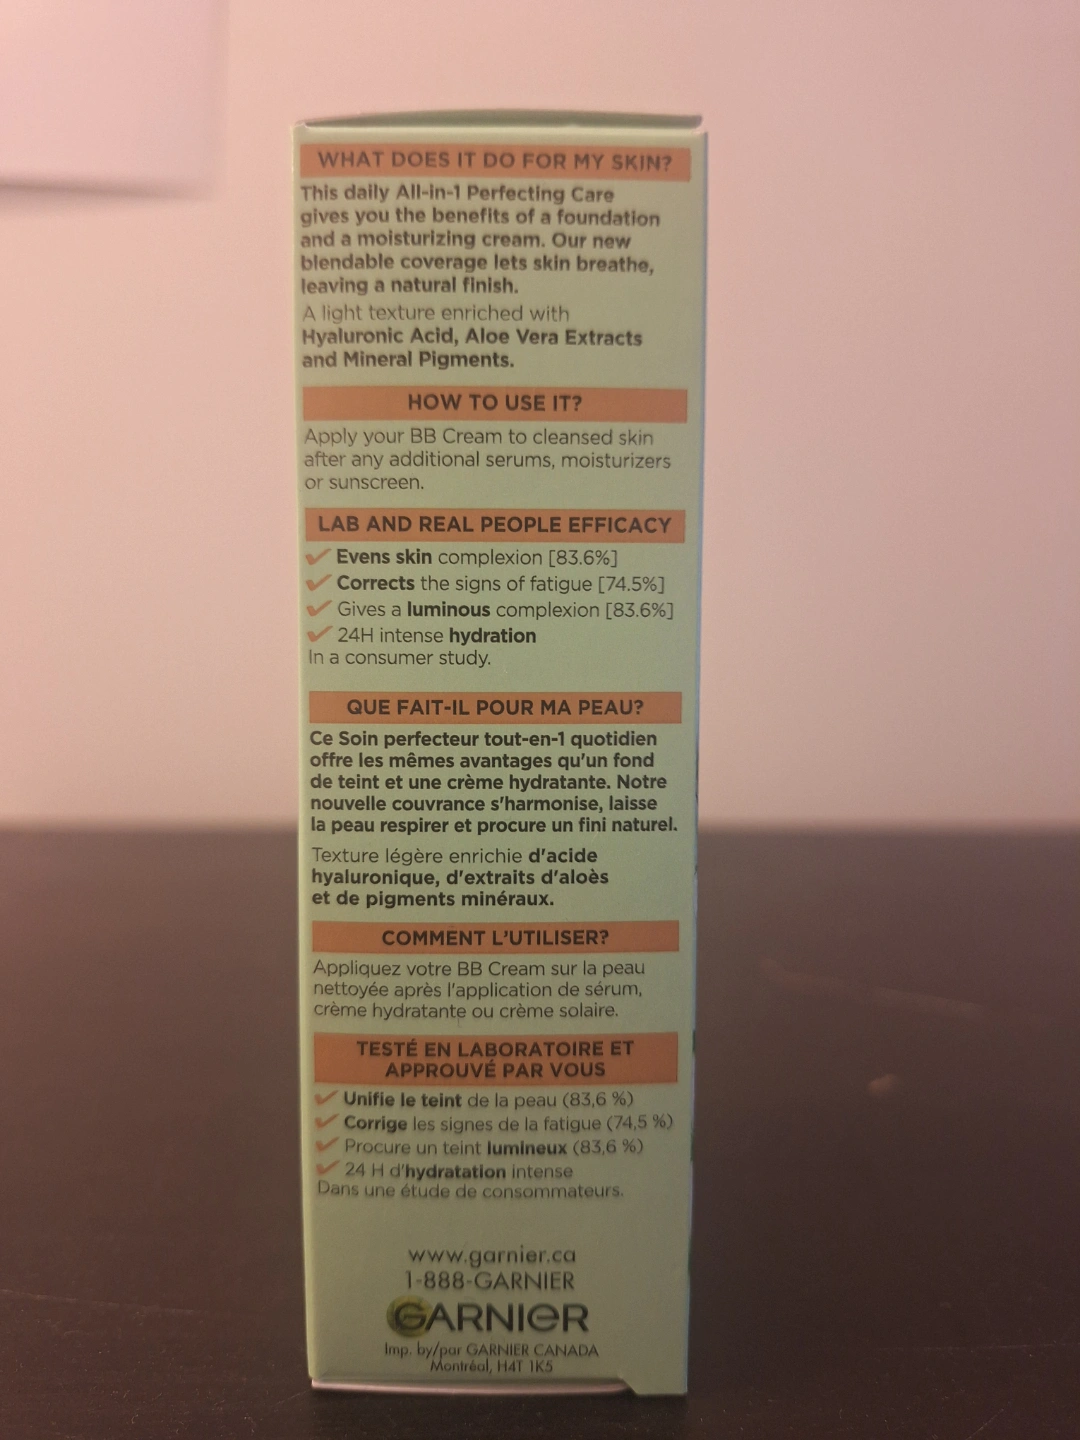 WHAT DOES IT DO FOR MY SKIN?
This daily All-in-1 Perfecting Care
gives you the benefits of a foundation
and a moisturizing cream. Our new
blendable coverage lets skin breathe,
leaving a natural finish.
A light texture enriched with
Hyaluronic Acid, Aloe Vera Extracts
and Mineral Pigments.
HOW TO USE IT?
Apply your BB Cream to cleansed skin
after any additional serums, moisturizers
or sunscreen.
LAB AND REAL PEOPLE EFFICACY
✓ Evens skin complexion [83.6%]
✓ Corrects the signs of fatigue [74.5%]
✓ Gives a luminous complexion [83.6%]
✓ 24H intense hydration
In a consumer study.
QUE FAIT-IL POUR MA PEAU?
Ce Soin perfecteur tout-en-1 quotidien
offre les mêmes avantages qu'un fond
de teint et une crème hydratante. Notre
nouvelle couvrance s'harmonise, laisse
la peau respirer et procure un fini naturel.
Texture légère enrichie d'acide
hyaluronique, d'extraits d'aloès
et de pigments minéraux.
COMMENT L'UTILISER?
Appliquez votre BB Cream sur la peau
nettoyée après l'application de sérum,
crème hydratante ou crème solaire.
TESTÉ EN LABORATOIRE ET
APPROUVÉ PAR VOUS
✓ Unifie le teint de la peau (83,6 %)
✓ Corrige les signes de la fatigue (74,5 %)
✓ Procure un teint lumineux (83,6 %)
✓ 24 H d'hydratation intense
Dans une étude de consommateurs.
www.garnier.ca
1-888-GARNIER
GARNIER
Imp. by/par GARNIER CANADA
Montréal, H4T 1K5